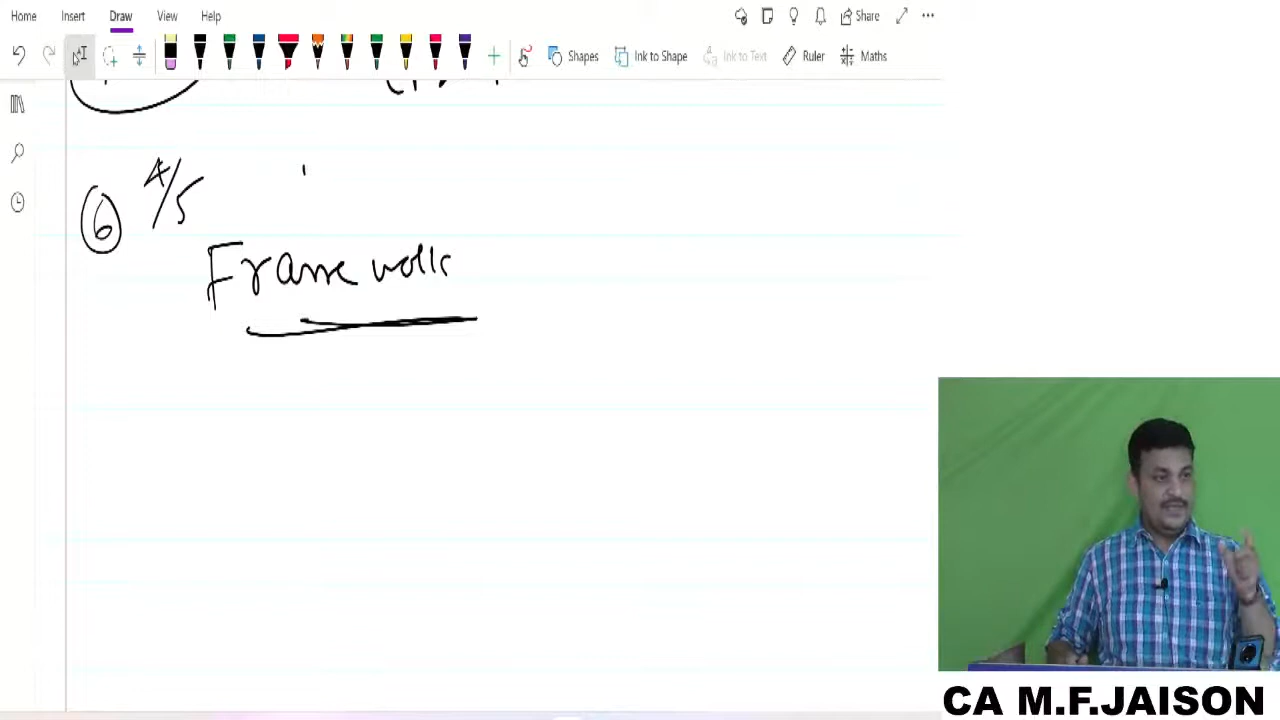 Home Insert Draw View Help Share
Shapes Ink to Shape Ink to Text Ruler Maths
6 4/5
Framewolk
CA M.F.JAISON